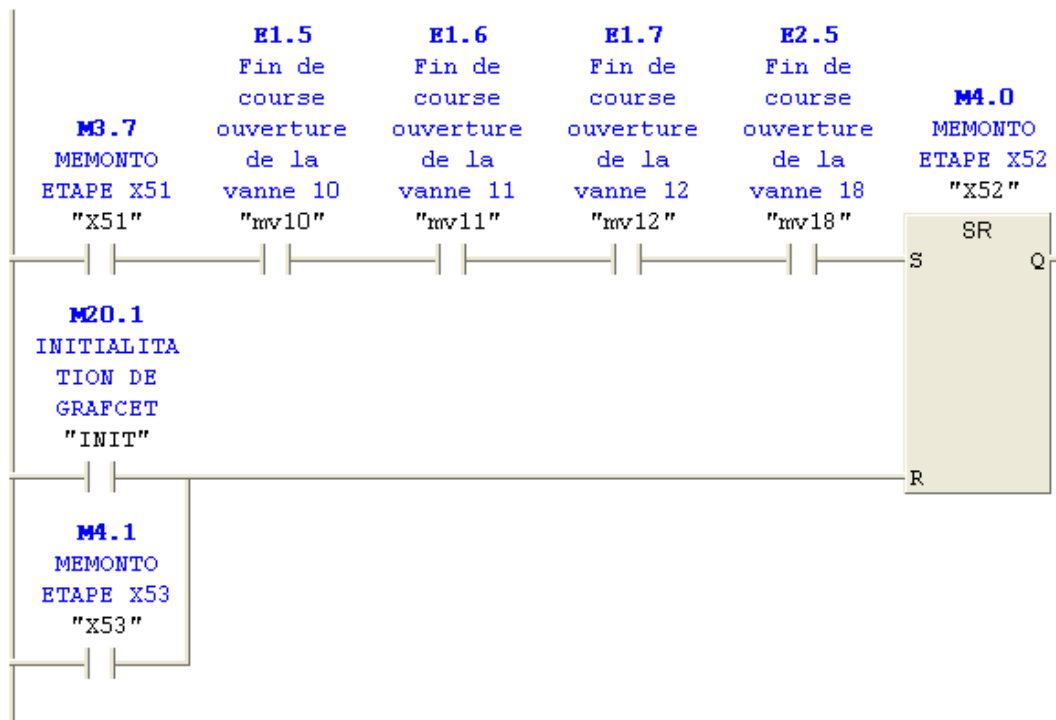 M3.7
MEMONTO
ETAPE X51
"X51"
E1.5
Fin de
course
ouverture
de la
vanne 10
"mv10"
E1.6
Fin de
course
ouverture
de la
vanne 11
"mv11"
E1.7
Fin de
course
ouverture
de la
vanne 12
"mv12"
E2.5
Fin de
course
ouverture
de la
vanne 18
"mv18"
M4.0
MEMONTO
ETAPE X52
"X52"
SR
S
Q
M20.1
INITIALITA
TION DE
GRAFCET
"INIT"
R
M4.1
MEMONTO
ETAPE X53
"X53"